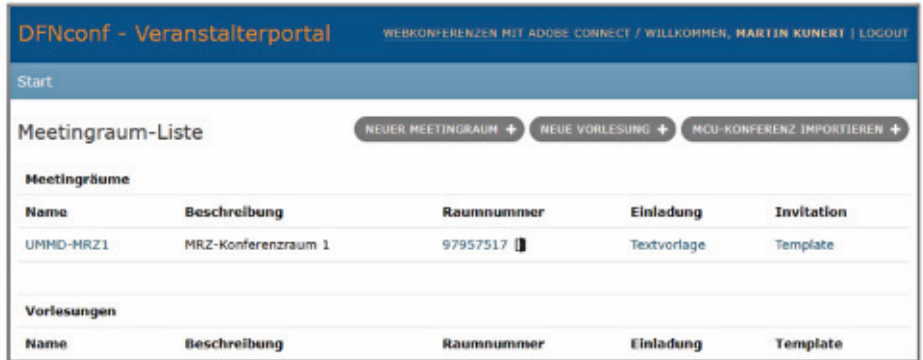 DFNconf - Veranstalterportal WEBKONFERENZEN MIT ADOBE CONNECT / WILLKOMMEN, MARTIN KUNERT | LOGOUT
Start
Meetingraum-Liste NEUER MEETINGRAUM + NEUE VORLESUNG + MCU-KONFERENZ IMPORTIEREN +
Meetingräume
Name Beschreibung Raumnummer Einladung Invitation
UMMD-MRZ1 MRZ-Konferenzraum 1 97957517 Textvorlage Template
Vorlesungen
Name Beschreibung Raumnummer Einladung Template